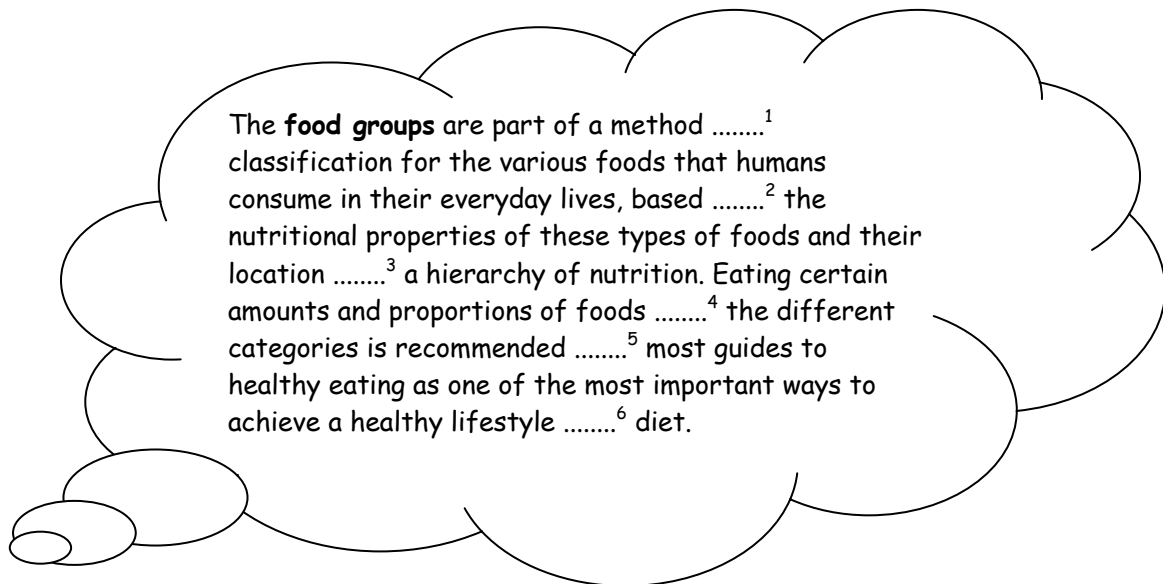 The food groups are part of a method ........1
classification for the various foods that humans
consume in their everyday lives, based ........2 the
nutritional properties of these types of foods and their
location ........3 a hierarchy of nutrition. Eating certain
amounts and proportions of foods ........4 the different
categories is recommended ........5 most guides to
healthy eating as one of the most important ways to
achieve a healthy lifestyle ........6 diet.